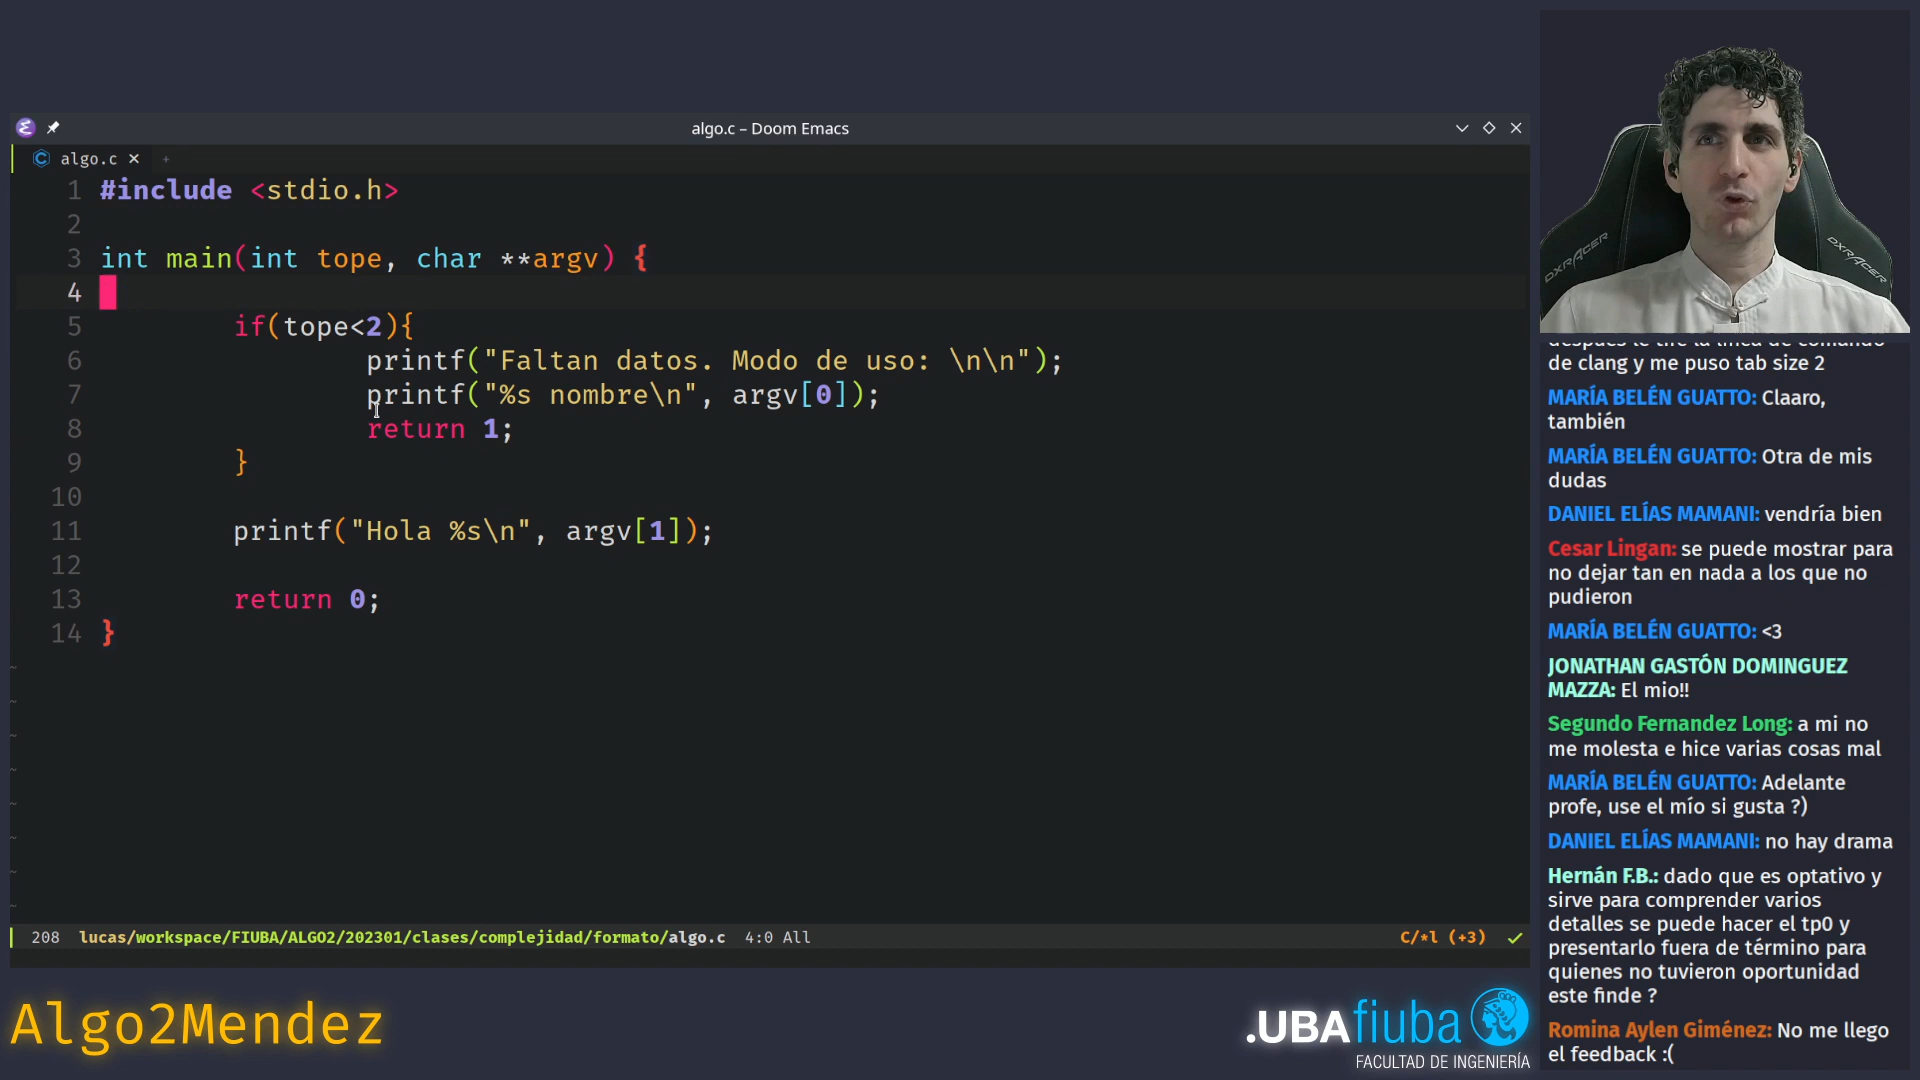 algo.c – Doom Emacs
algo.c
1 #include <stdio.h>
2
3 int main(int tope, char **argv) {
4
5 if(tope<2){
6 printf("Faltan datos. Modo de uso: \n\n");
7 printf("%s nombre\n", argv[0]);
8 return 1;
9 }
10
11 printf("Hola %s\n", argv[1]);
12
13 return 0;
14 }
208 lucas/workspace/FIUBA/ALGO2/202301/clases/complejidad/formato/algo.c 4:0 All
C/*l (+3)
Algo2Mendez
.UBAfiuba
FACULTAD DE INGENIERÍA
DXRACER
DXRACER
despues le tire la linea de comando
de clang y me puso tab size 2
MARÍA BELÉN GUATTO: Claaro,
también
MARÍA BELÉN GUATTO: Otra de mis
dudas
DANIEL ELÍAS MAMANI: vendría bien
Cesar Lingan: se puede mostrar para
no dejar tan en nada a los que no
pudieron
MARÍA BELÉN GUATTO: <3
JONATHAN GASTÓN DOMINGUEZ
MAZZA: El mio!!
Segundo Fernandez Long: a mi no
me molesta e hice varias cosas mal
MARÍA BELÉN GUATTO: Adelante
profe, use el mío si gusta ?)
DANIEL ELÍAS MAMANI: no hay drama
Hernán F.B.: dado que es optativo y
sirve para comprender varios
detalles se puede hacer el tp0 y
presentarlo fuera de término para
quienes no tuvieron oportunidad
este finde ?
Romina Aylen Giménez: No me llego
el feedback :(